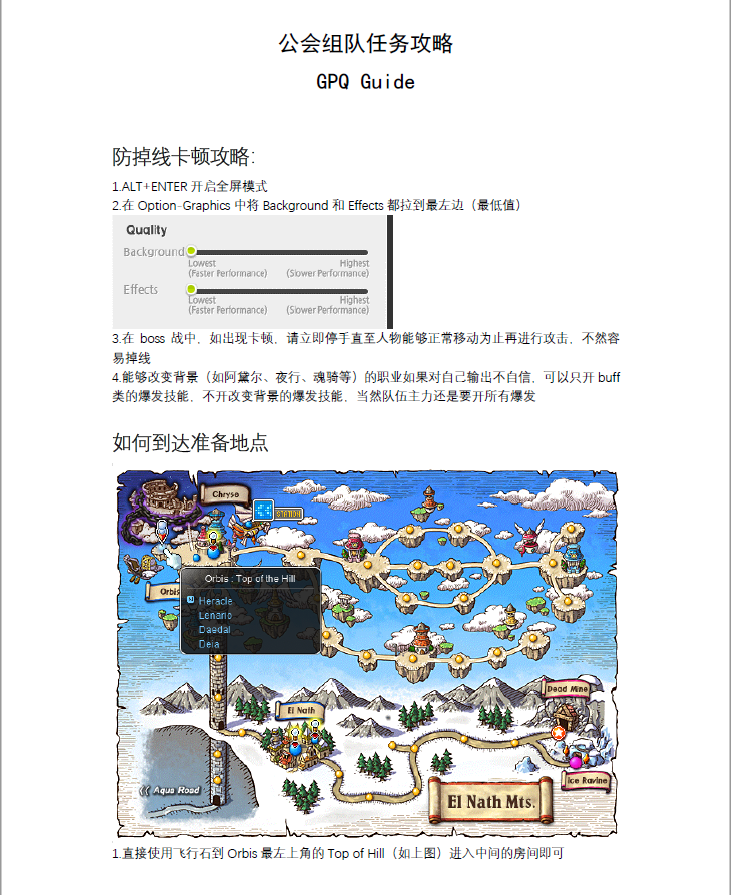 公会组队任务攻略
GPQ Guide
防掉线卡顿攻略:
1.ALT+ENTER 开启全屏模式
2.在 Option-Graphics 中将 Background 和 Effects 都拉到最左边（最低值）
Quality
Background
Lowest Highest
(Faster Performance) (Slower Performance)
Effects
Lowest Highest
(Faster Performance) (Slower Performance)
3.在 boss 战中，如出现卡顿，请立即停手直至人物能够正常移动为止再进行攻击，不然容
易掉线
4.能够改变背景（如阿黛尔、夜行、魂骑等）的职业如果对自己输出不自信，可以只开 buff
类的爆发技能，不开改变背景的爆发技能，当然队伍主力还是要开所有爆发
如何到达准备地点
Chryse
STATION
Orbis
Orbis : Top of the Hill
Heracle
Lenario
Daedal
Deia
Dead Mine
El Nath
Ice Ravine
Aqua Road
El Nath Mts.
1.直接使用飞行石到 Orbis 最左上角的 Top of Hill（如上图）进入中间的房间即可